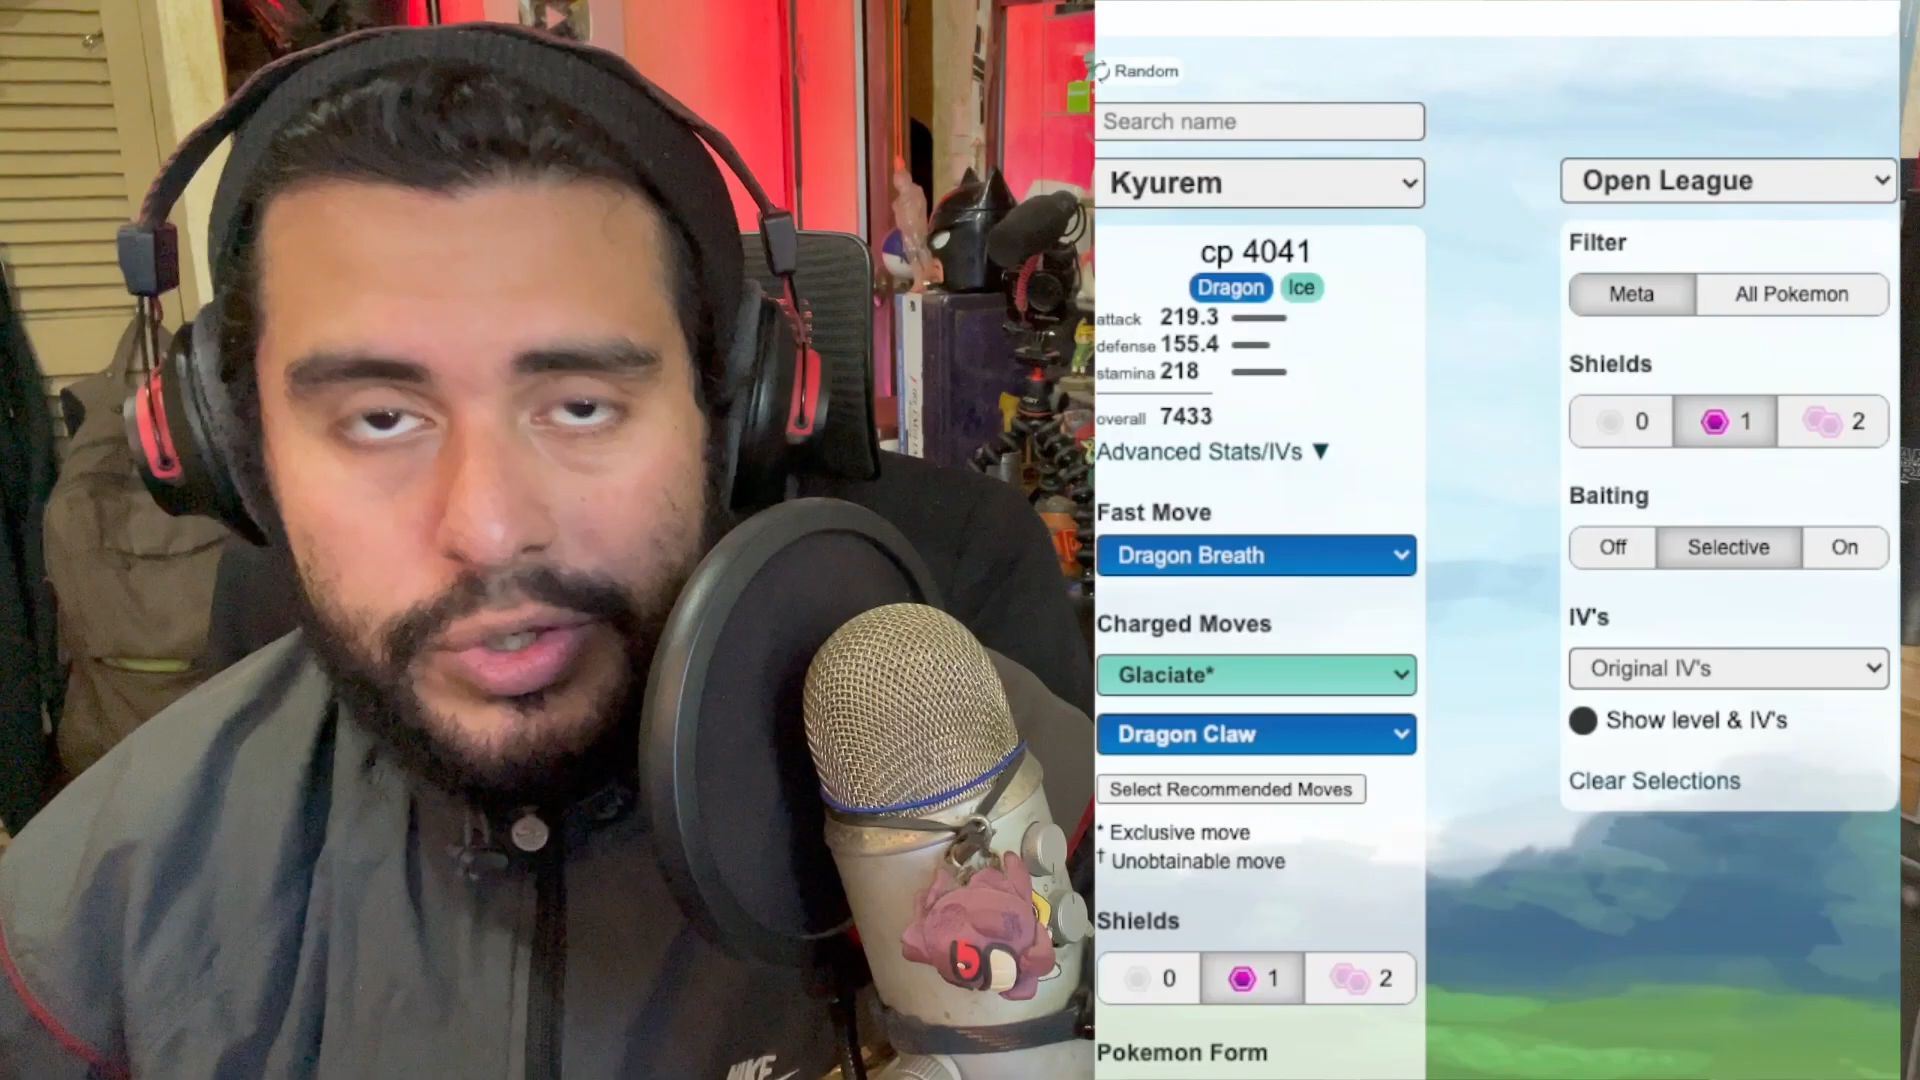 Random
Search name
Kyurem
cp 4041
Dragon Ice
attack 219.3
defense 155.4
stamina 218
overall 7433
Advanced Stats/IVs ▼
Fast Move
Dragon Breath
Charged Moves
Glaciate*
Dragon Claw
Select Recommended Moves
* Exclusive move
† Unobtainable move
Shields
0 1 2
Pokemon Form
Open League
Filter
Meta All Pokemon
Shields
0 1 2
Baiting
Off Selective On
IV's
Original IV's
Show level & IV's
Clear Selections
NIKE